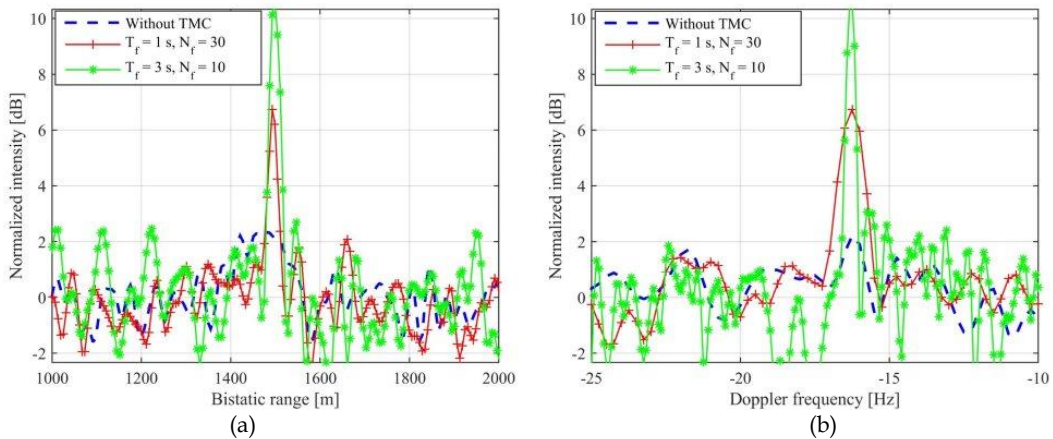 Without TMC
T_f = 1 s, N_f = 30
T_f = 3 s, N_f = 10
Normalized intensity [dB]
10
8
6
4
2
0
-2
1000 1200 1400 1600 1800 2000
Bistatic range [m]
(a)
Without TMC
T_f = 1 s, N_f = 30
T_f = 3 s, N_f = 10
Normalized intensity [dB]
10
8
6
4
2
0
-2
-25 -20 -15 -10
Doppler frequency [Hz]
(b)